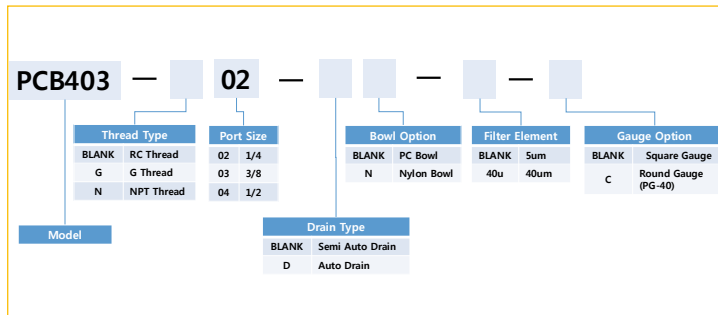 PCB403 — 02 — — —
Thread Type
BLANK RC Thread
G G Thread
N NPT Thread
Port Size
02 1/4
03 3/8
04 1/2
Bowl Option
BLANK PC Bowl
N Nylon Bowl
Filter Element
BLANK 5um
40u 40um
Gauge Option
BLANK Square Gauge
C Round Gauge
(PG-40)
Model
Drain Type
BLANK Semi Auto Drain
D Auto Drain